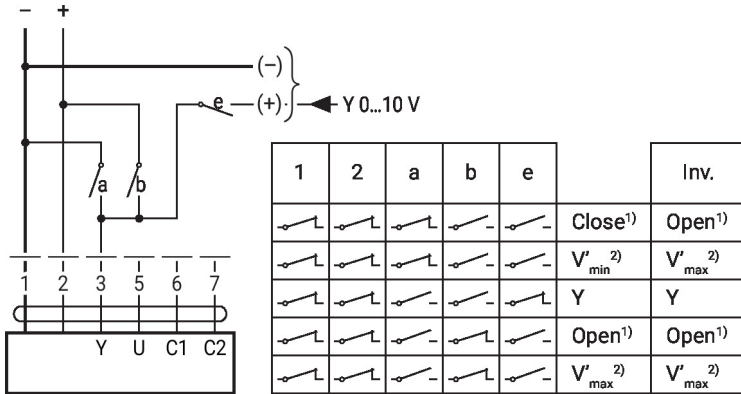 − +
(−)
e (+) Y 0...10 V
a b
1 2 3 5 6 7
Y U C1 C2
1 2 a b e Inv.
Close¹⁾ Open¹⁾
V'min²⁾ V'max²⁾
Y Y
Open¹⁾ Open¹⁾
V'max²⁾ V'max²⁾